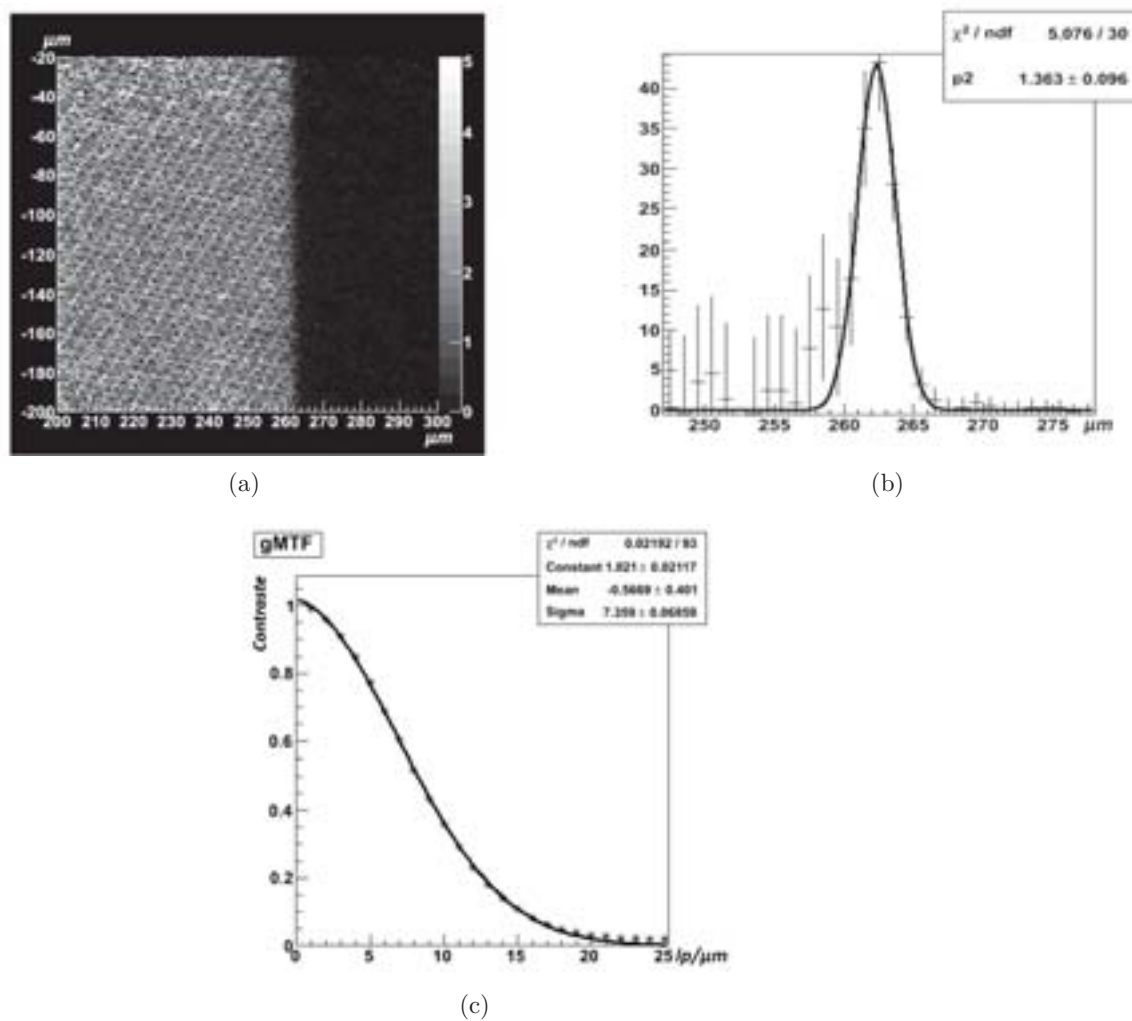 μm
-20
-40
-60
-80
-100
-120
-140
-160
-180
-200
200 210 220 230 240 250 260 270 280 290 300
μm
5
4
3
2
1
0
(a)
χ² / ndf 5.076 / 30
p2 1.363 ± 0.096
40
35
30
25
20
15
10
5
0
250 255 260 265 270 275 μm
(b)
gMTF
χ² / ndf 0.02192 / 93
Constant 1.021 ± 0.02117
Mean -0.5669 ± 0.401
Sigma 7.359 ± 0.06859
Contraste
1
0.8
0.6
0.4
0.2
0
0 5 10 15 20 25 lp/μm
(c)